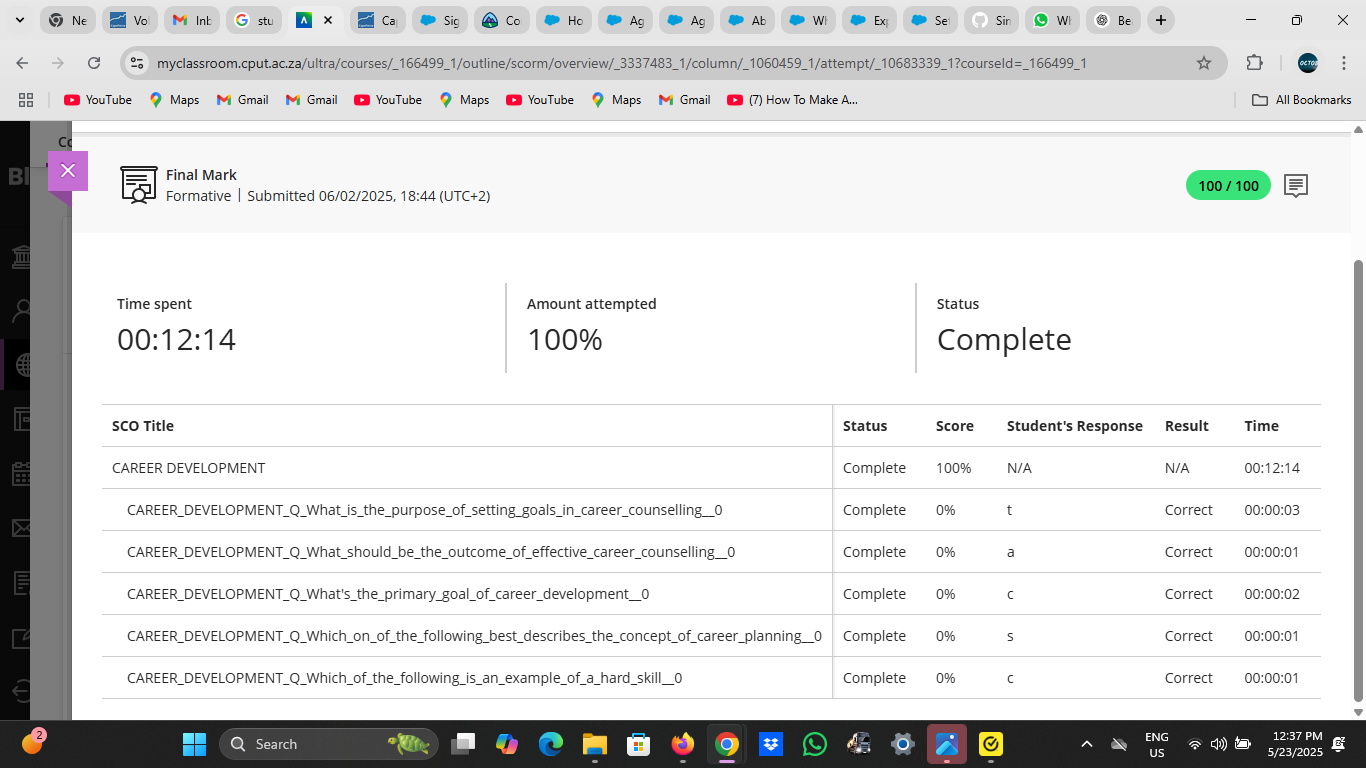 Ne
Vol
Inb
stu
Ca
Sig
Co
Ho
Ag
Ag
Ab
Wh
Exp
Se
Sin
Wh
Be
myclassroom.cput.ac.za/ultra/courses/_166499_1/outline/scorm/overview/_3337483_1/column/_1060459_1/attempt/_10683339_1?courseId=_166499_1
YouTube Maps Gmail Gmail YouTube Maps YouTube Maps Gmail (7) How To Make A... All Bookmarks
Final Mark
Formative | Submitted 06/02/2025, 18:44 (UTC+2)
100 / 100
Time spent
00:12:14
Amount attempted
100%
Status
Complete
SCO Title Status Score Student's Response Result Time
CAREER DEVELOPMENT Complete 100% N/A N/A 00:12:14
CAREER_DEVELOPMENT_Q_What_is_the_purpose_of_setting_goals_in_career_counselling__0 Complete 0% t Correct 00:00:03
CAREER_DEVELOPMENT_Q_What_should_be_the_outcome_of_effective_career_counselling__0 Complete 0% a Correct 00:00:01
CAREER_DEVELOPMENT_Q_What's_the_primary_goal_of_career_development__0 Complete 0% c Correct 00:00:02
CAREER_DEVELOPMENT_Q_Which_on_of_the_following_best_describes_the_concept_of_career_planning__0 Complete 0% s Correct 00:00:01
CAREER_DEVELOPMENT_Q_Which_of_the_following_is_an_example_of_a_hard_skill__0 Complete 0% c Correct 00:00:01
2
Search
ENG
US
12:37 PM
5/23/2025